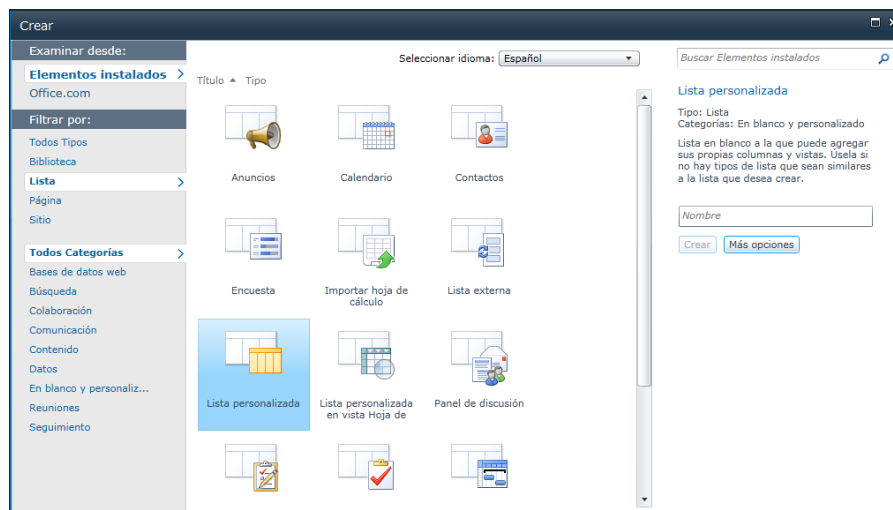 Crear
Examinar desde:
Elementos instalados
Office.com
Filtrar por:
Todos Tipos
Biblioteca
Lista
Página
Sitio
Todos Categorías
Bases de datos web
Búsqueda
Colaboración
Comunicación
Contenido
Datos
En blanco y personaliz...
Reuniones
Seguimiento
Seleccionar idioma: Español
Título Tipo
Anuncios
Calendario
Contactos
Encuesta
Importar hoja de
cálculo
Lista externa
Lista personalizada
Lista personalizada
en vista Hoja de
Panel de discusión
Buscar Elementos instalados
Lista personalizada
Tipo: Lista
Categorías: En blanco y personalizado
Lista en blanco a la que puede agregar
sus propias columnas y vistas. Úsela si
no hay tipos de lista que sean similares
a la lista que desea crear.
Nombre
Crear Más opciones